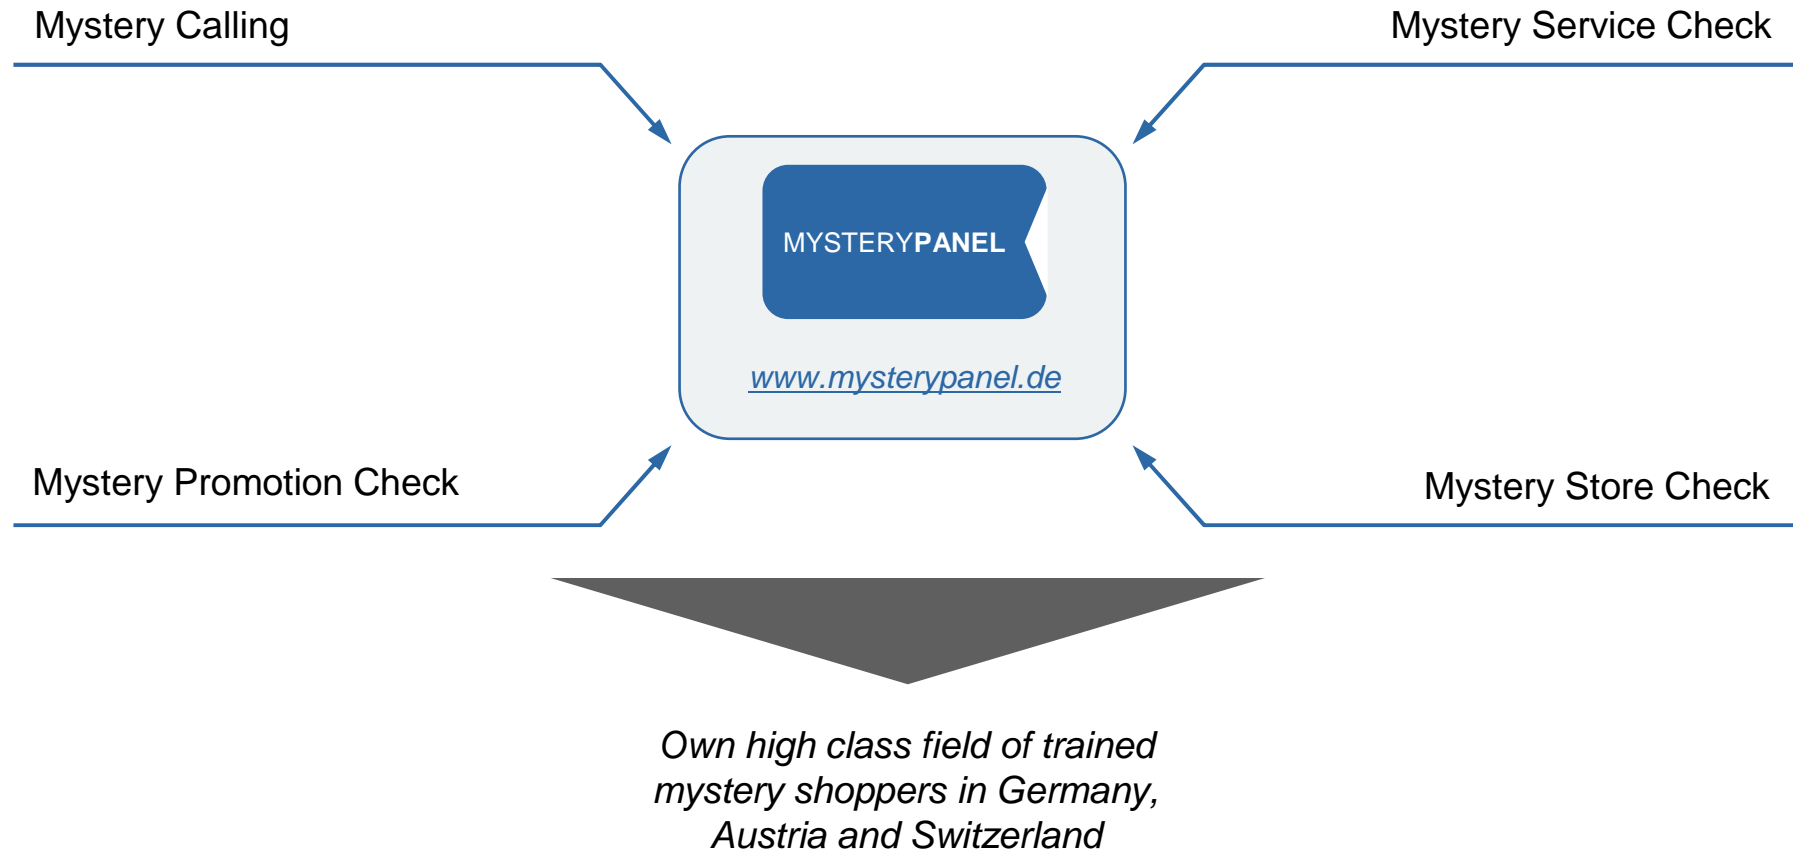 Mystery Calling
Mystery Service Check
MYSTERYPANEL
www.mysterypanel.de
Mystery Promotion Check
Mystery Store Check
Own high class field of trained
mystery shoppers in Germany,
Austria and Switzerland